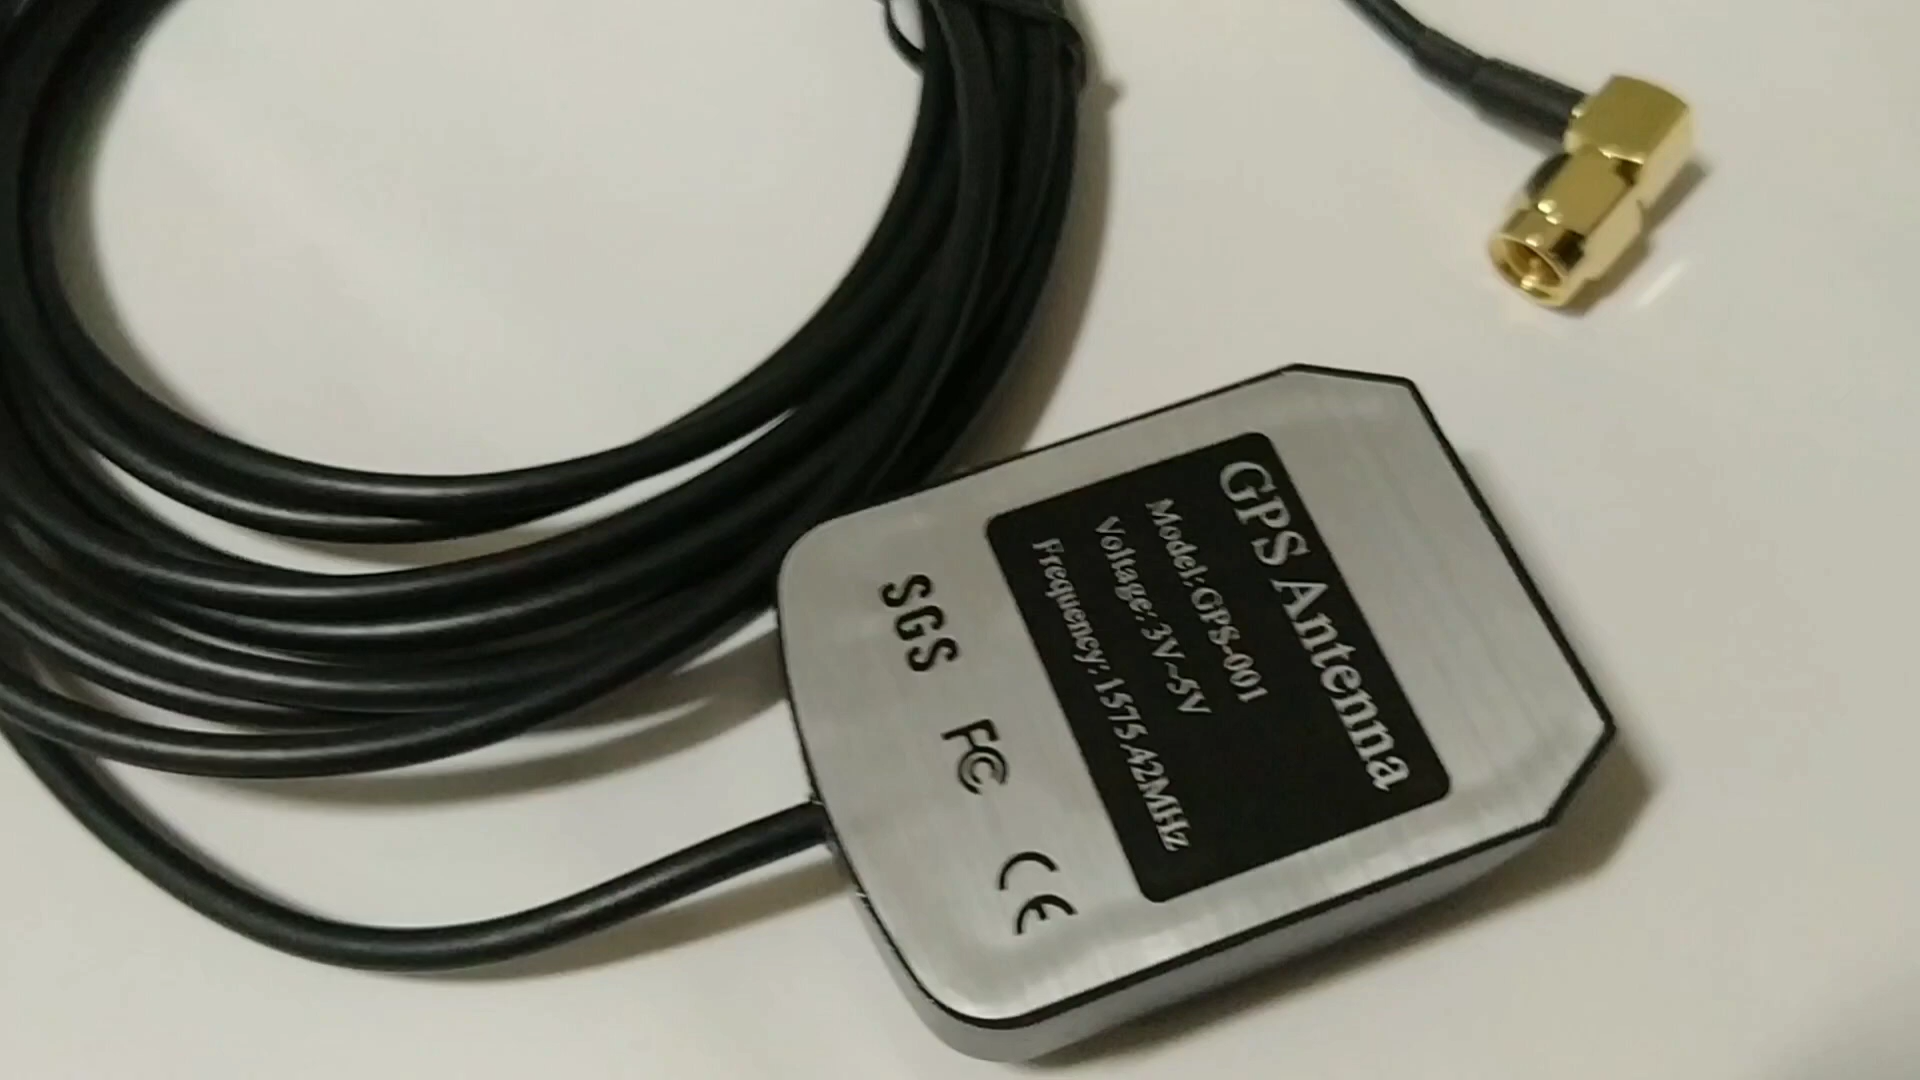 GPS Antenna
Model: GPS-001
Voltage: 3V~5V
Frequency: 1575.42MHz
SGS FC CE